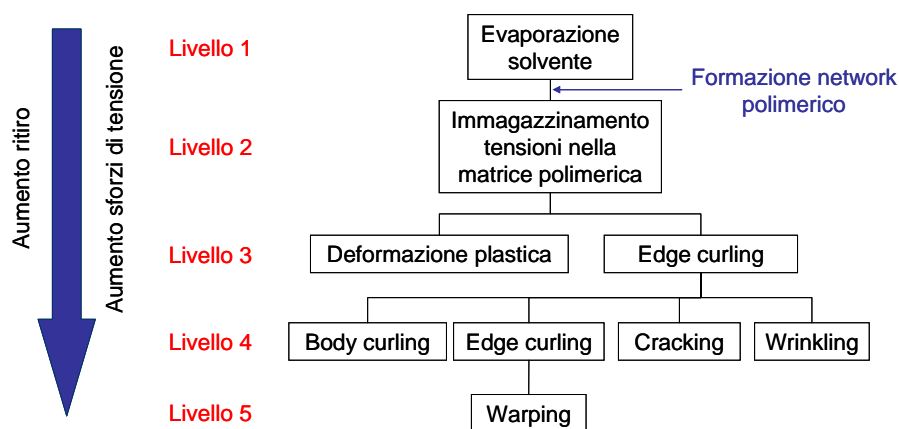 Aumento ritiro
Aumento sforzi di tensione
Livello 1
Evaporazione
solvente
Formazione network
polimerico
Livello 2
Immagazzinamento
tensioni nella
matrice polimerica
Livello 3
Deformazione plastica
Edge curling
Livello 4
Body curling
Edge curling
Cracking
Wrinkling
Livello 5
Warping